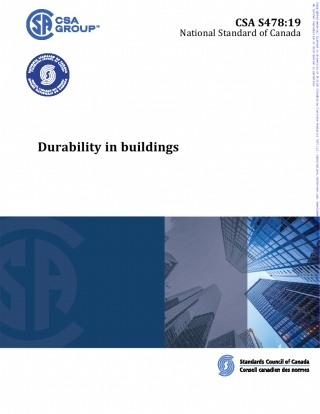 CSA
GROUP™
CSA S478:19
National Standard of Canada
Durability in buildings
Standards Council of Canada
Conseil canadien des normes